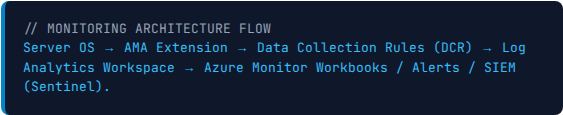 // MONITORING ARCHITECTURE FLOW
Server OS → AMA Extension → Data Collection Rules (DCR) → Log
Analytics Workspace → Azure Monitor Workbooks / Alerts / SIEM
(Sentinel).